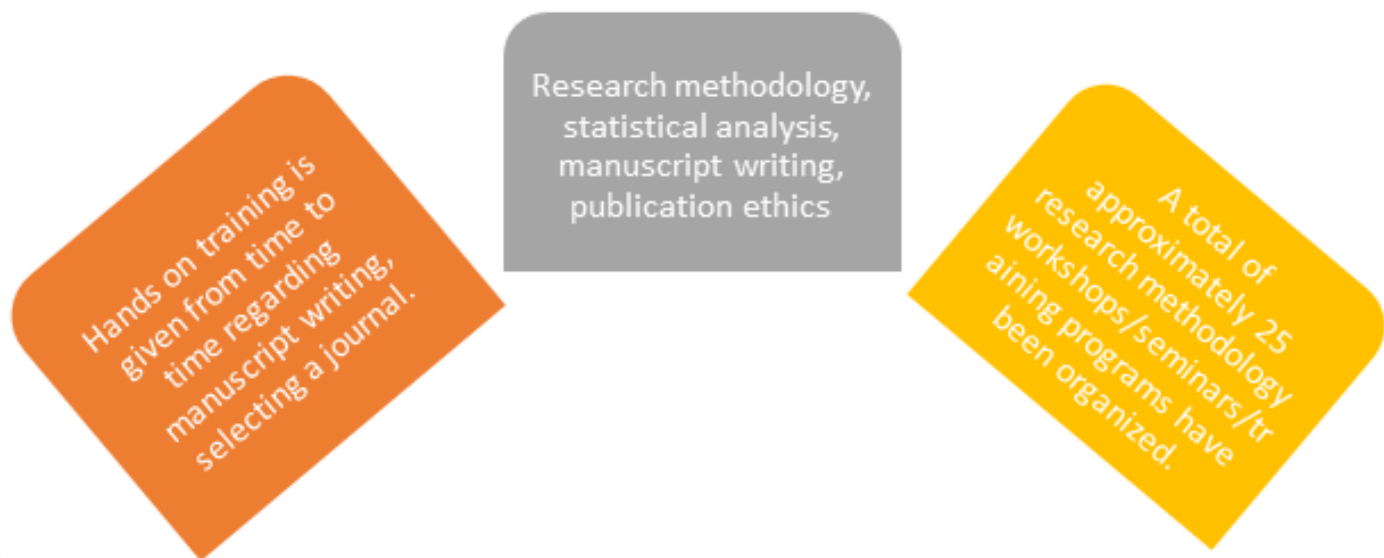 Hands on training is
given from time to
time regarding
manuscript writing,
selecting a journal.
Research methodology,
statistical analysis,
manuscript writing,
publication ethics
A total of
approximately 25
research methodology
workshops/seminars/tr
aining programs have
been organized.